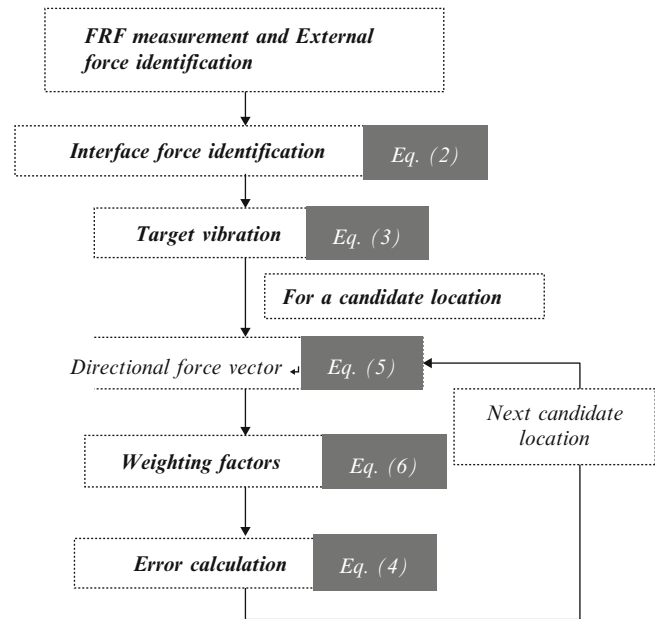 FRF measurement and External
force identification
Interface force identification
Eq. (2)
Target vibration
Eq. (3)
For a candidate location
Directional force vector ↵
Eq. (5)
Next candidate
location
Weighting factors
Eq. (6)
Error calculation
Eq. (4)